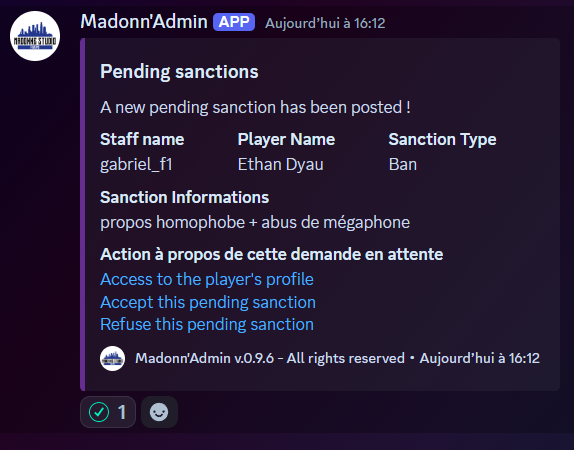 Madonn'Admin APP Aujourd'hui à 16:12
Pending sanctions
A new pending sanction has been posted !
Staff name Player Name Sanction Type
gabriel_f1 Ethan Dyau Ban
Sanction Informations
propos homophobe + abus de mégaphone
Action à propos de cette demande en attente
Access to the player's profile
Accept this pending sanction
Refuse this pending sanction
Madonn'Admin v.0.9.6 - All rights reserved • Aujourd'hui à 16:12
1
MADONNE STUDIO